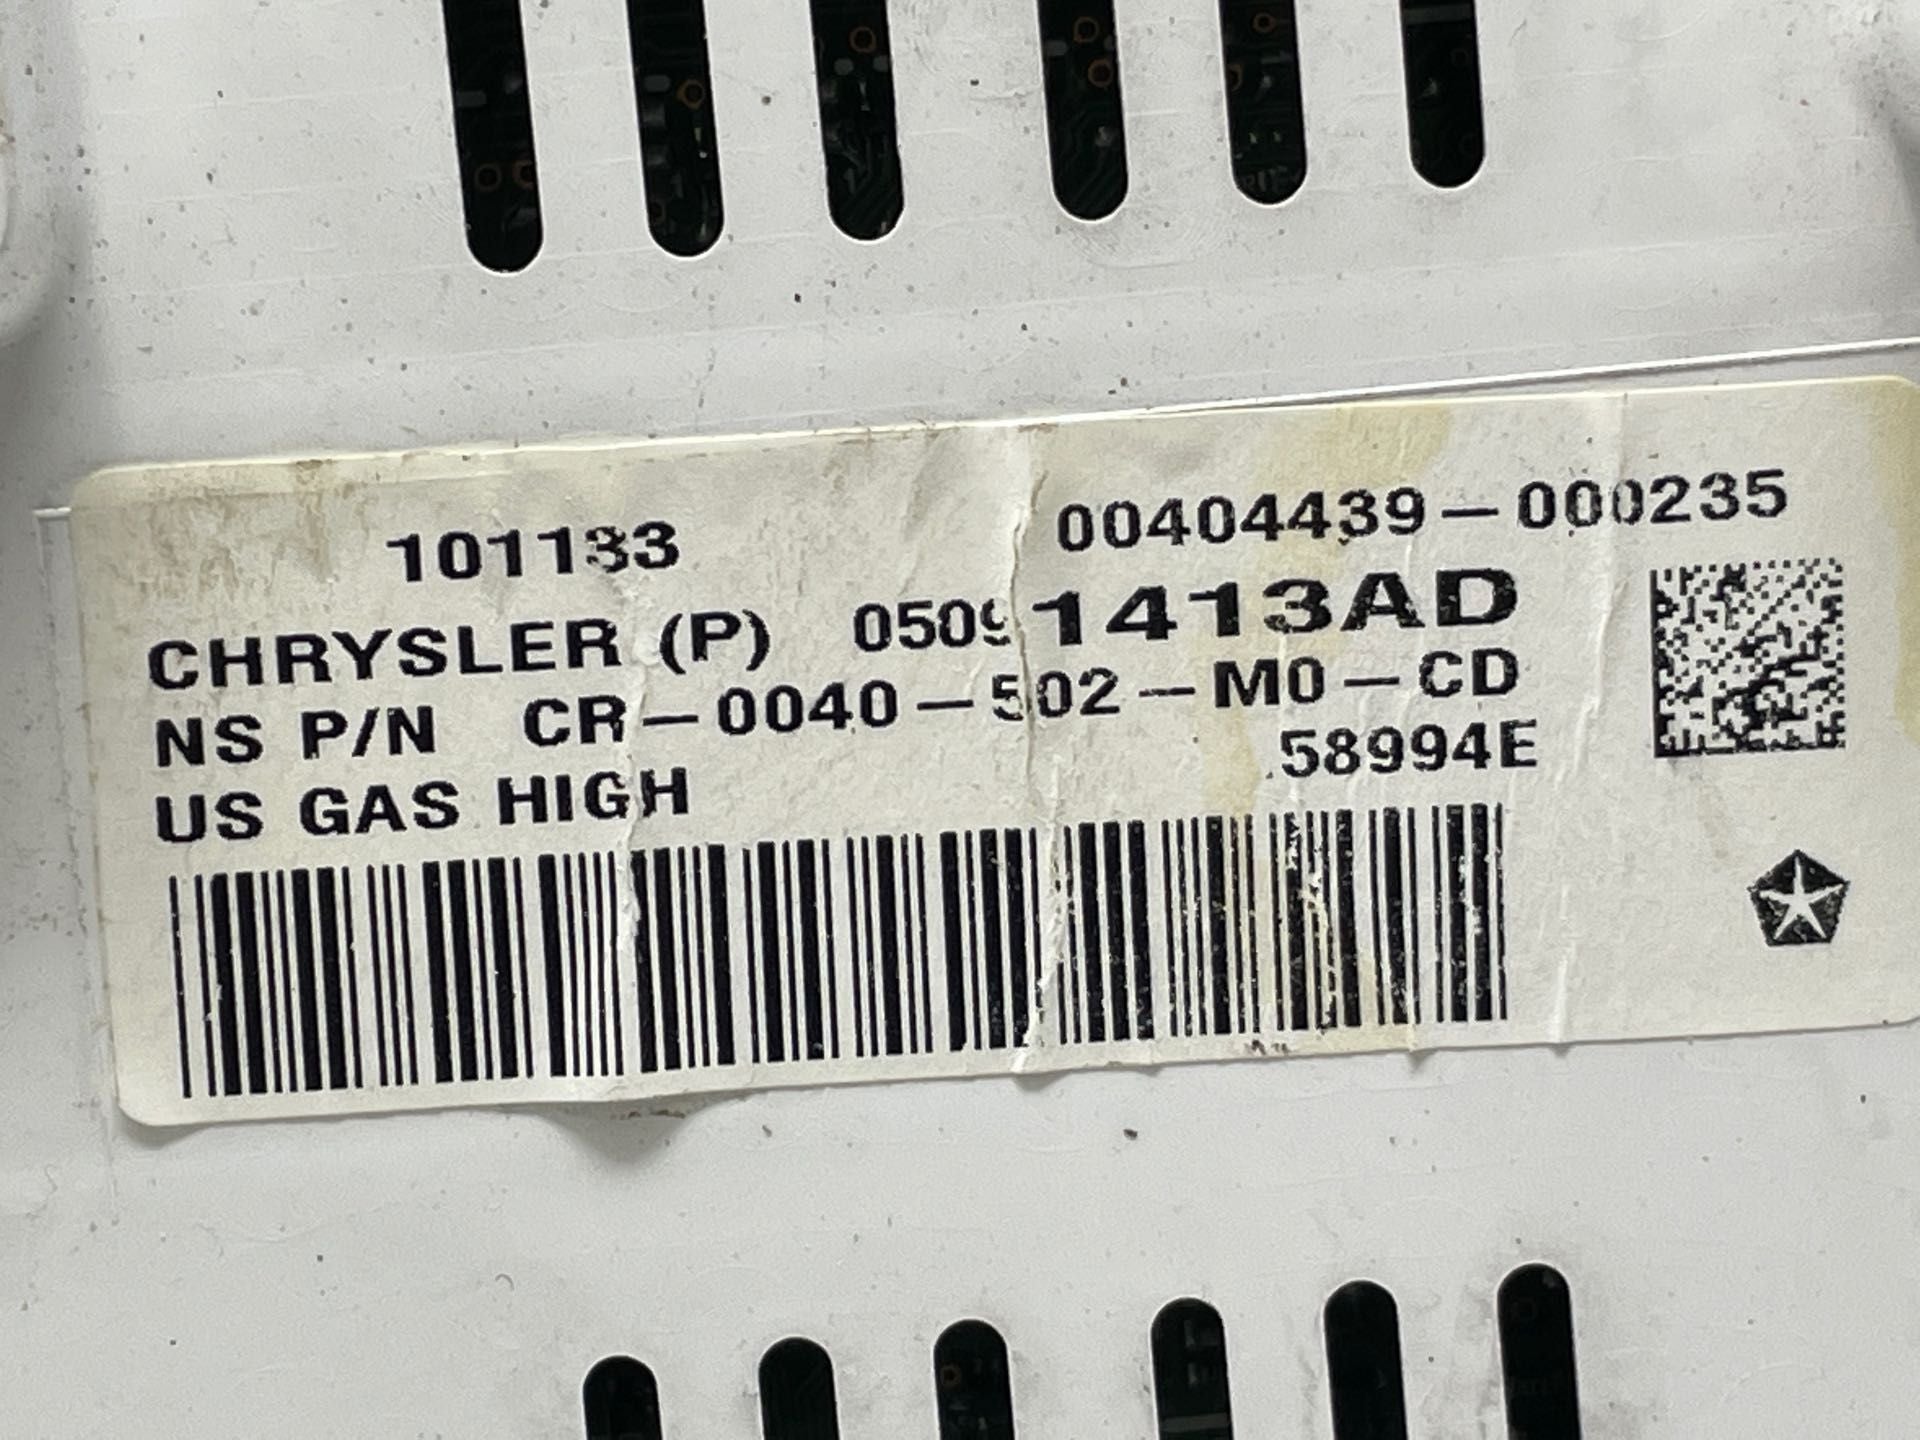 101133
00404439-000235
CHRYSLER (P) 05091413AD
NS P/N CR-0040-502-M0-CD
58994E
US GAS HIGH